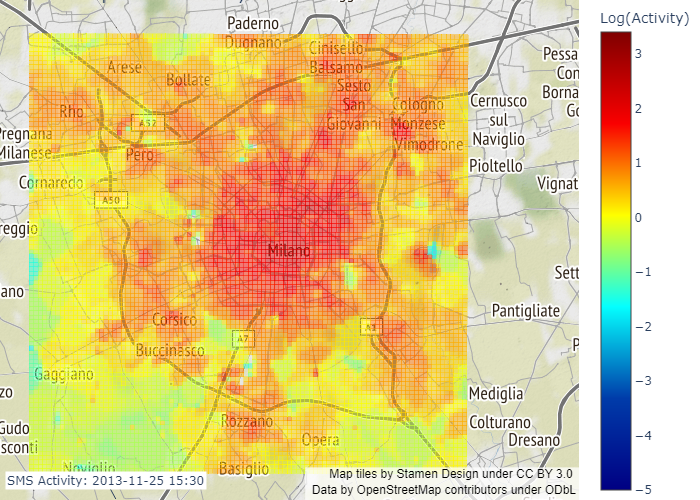 Log(Activity)
Paderno
Dugnano
Cinisello
Balsamo
Arese
Bollate
Sesto
San
Giovanni
Rho
Cologno
Monzese
Vimodrone
A52
Pero
Pessa
Con
Borna
Go
Cernusco
sul
Naviglio
Pioltello
Vignat
Pregnana
Milanese
Cornaredo
A50
reggio
Milano
ano
Sett
Pantigliate
Corsico
Buccinasco
A7
A1
P
Gaggiano
zo
Mediglia
Colturano
Dresano
Gudo
sconti
Rozzano
Opera
Noviglio
Basiglio
SMS Activity: 2013-11-25 15:30
Map tiles by Stamen Design under CC BY 3.0
Data by OpenStreetMap contributors under ODbL
3
2
1
0
−1
−2
−3
−4
−5